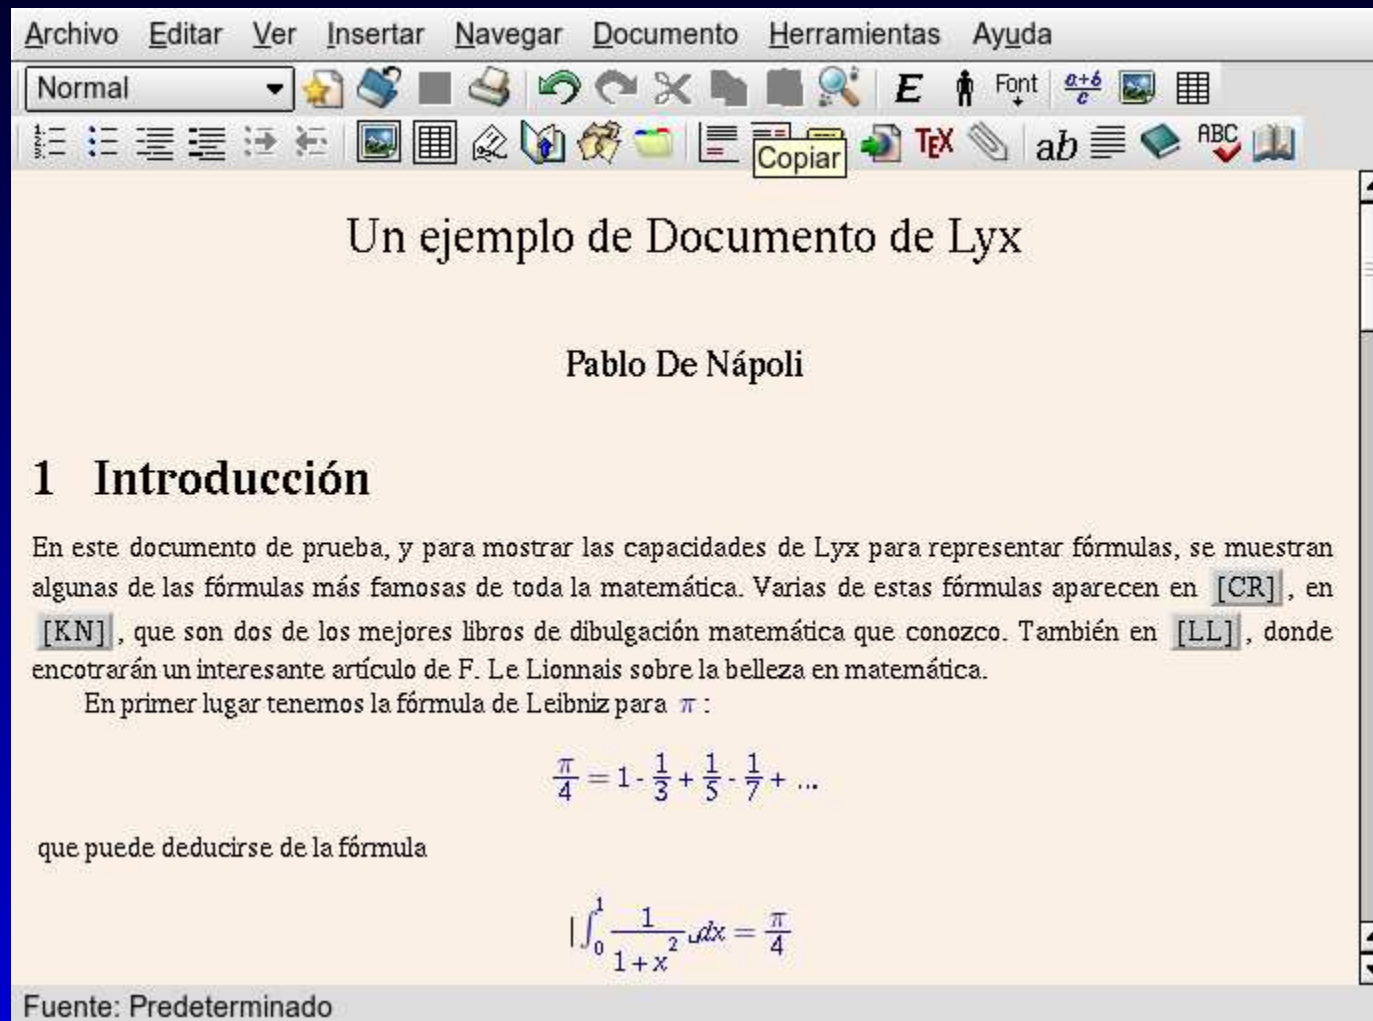 Archivo Editar Ver Insertar Navegar Documento Herramientas Ayuda
Normal E Font a+b/c
TEX ab ABC
Copiar
Un ejemplo de Documento de Lyx
Pablo De Nápoli
1 Introducción
En este documento de prueba, y para mostrar las capacidades de Lyx para representar fórmulas, se muestran
algunas de las fórmulas más famosas de toda la matemática. Varias de estas fórmulas aparecen en [CR] , en
[KN] , que son dos de los mejores libros de dibulgación matemática que conozco. También en [LL] , donde
encotrarán un interesante artículo de F. Le Lionnais sobre la belleza en matemática.
En primer lugar tenemos la fórmula de Leibniz para π :
π/4 = 1 - 1/3 + 1/5 - 1/7 + ...
que puede deducirse de la fórmula
∫₀¹ 1/(1+x²) dx = π/4
Fuente: Predeterminado